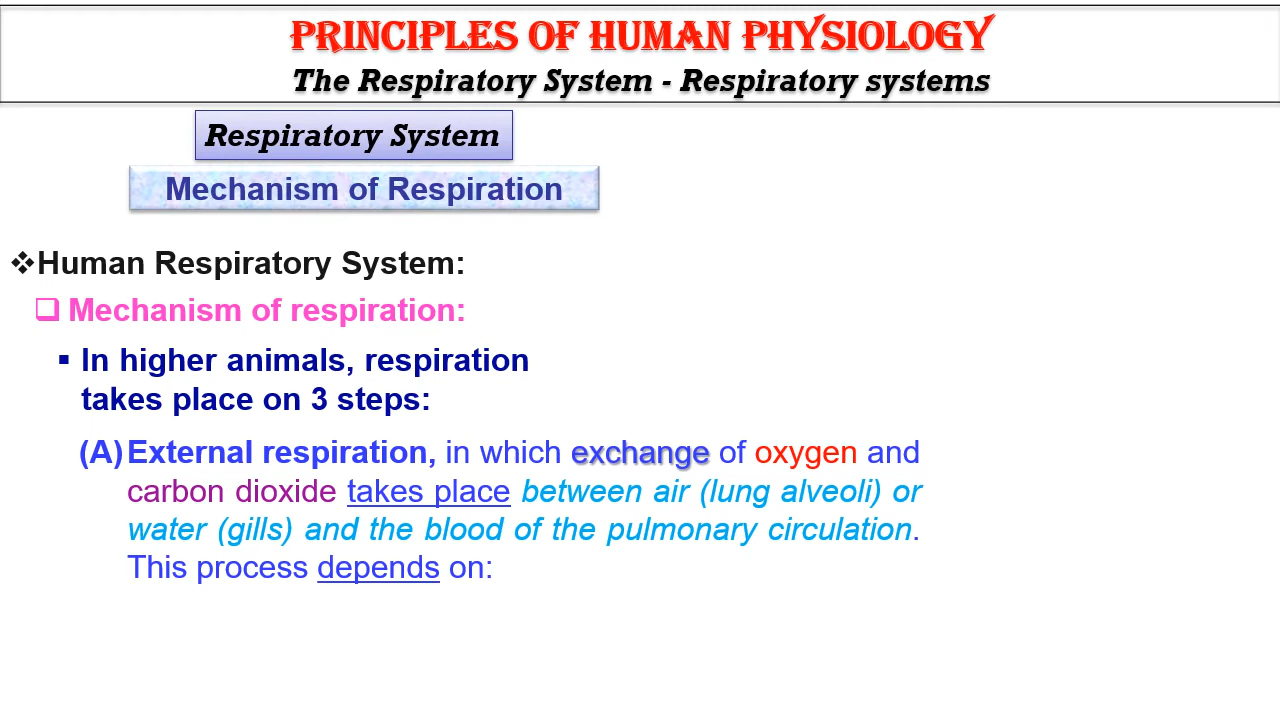 PRINCIPLES OF HUMAN PHYSIOLOGY
The Respiratory System - Respiratory systems
Respiratory System
Mechanism of Respiration
❖Human Respiratory System:
❑ Mechanism of respiration:
▪ In higher animals, respiration
takes place on 3 steps:
(A) External respiration, in which exchange of oxygen and
carbon dioxide takes place between air (lung alveoli) or
water (gills) and the blood of the pulmonary circulation.
This process depends on: